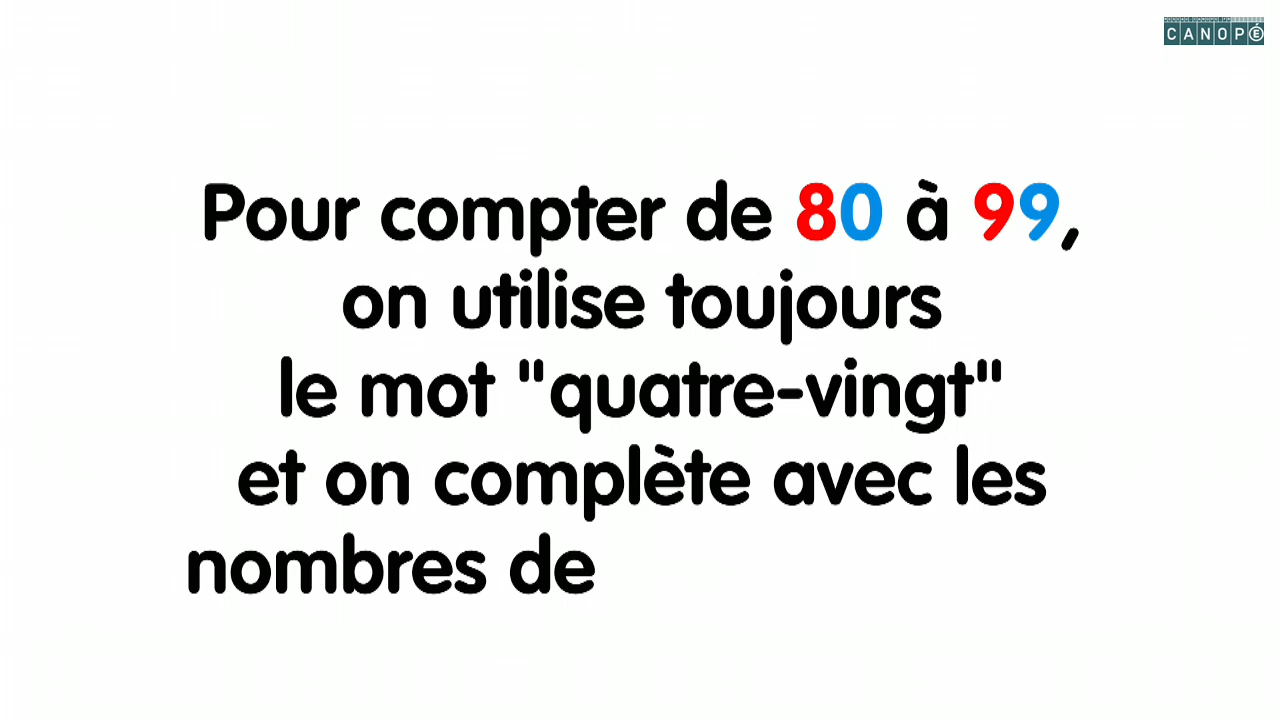 CANOPÉ
Pour compter de 80 à 99,
on utilise toujours
le mot "quatre-vingt"
et on complète avec les
nombres de